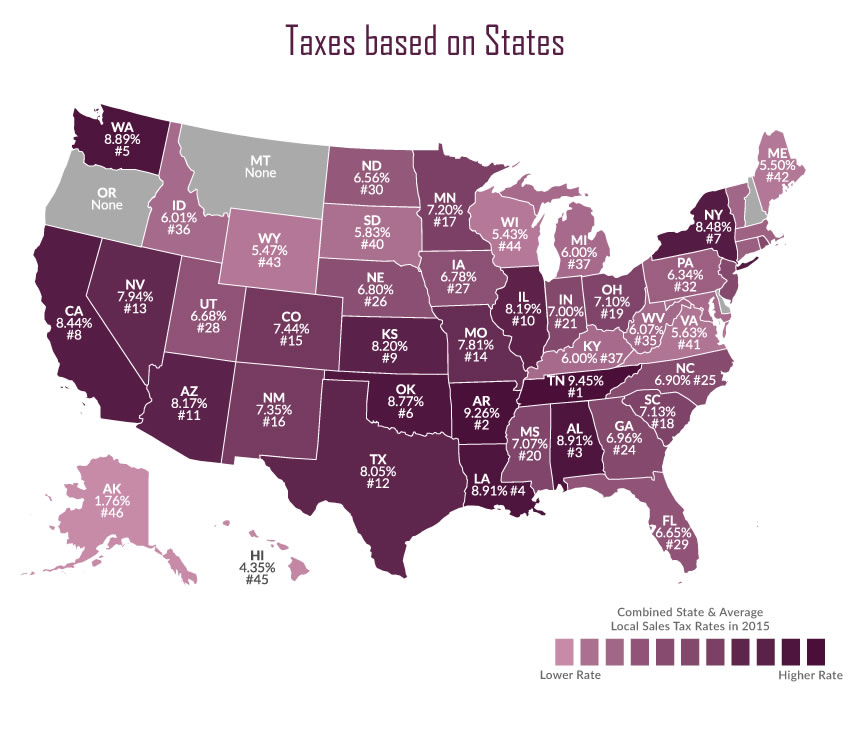 Taxes based on States
WA
8.89%
#5
MT
None
OR
None
ID
6.01%
#36
ND
6.56%
#30
MN
7.20%
#17
ME
5.50%
#42
WY
5.47%
#43
SD
5.83%
#40
WI
5.43%
#44
MI
6.00%
#37
NY
8.48%
#7
NV
7.94%
#13
UT
6.68%
#28
NE
6.80%
#26
IA
6.78%
#27
PA
6.34%
#32
CA
8.44%
#8
CO
7.44%
#15
KS
8.20%
#9
MO
7.81%
#14
IL
8.19%
#10
IN
7.00%
#21
OH
7.10%
#19
WV
6.07%
#35
VA
5.63%
#41
KY
6.00% #37
AZ
8.17%
#11
NM
7.35%
#16
OK
8.77%
#6
AR
9.26%
#2
TN 9.45%
#1
NC
6.90% #25
SC
7.13%
#18
MS
7.07%
#20
AL
8.91%
#3
GA
6.96%
#24
TX
8.05%
#12
LA
8.91% #4
FL
6.65%
#29
AK
1.76%
#46
HI
4.35%
#45
Combined State & Average
Local Sales Tax Rates in 2015
Lower Rate
Higher Rate